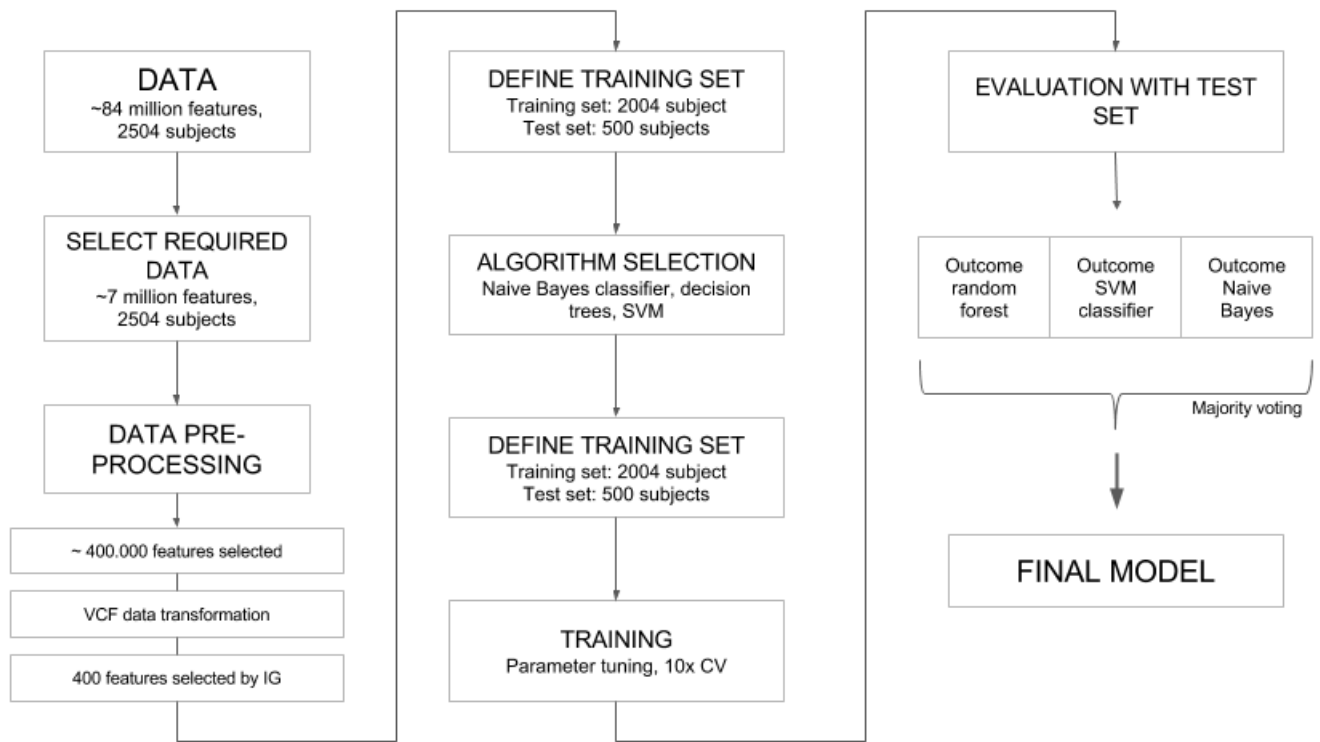 DATA
~84 million features,
2504 subjects
SELECT REQUIRED
DATA
~7 million features,
2504 subjects
DATA PRE-
PROCESSING
~ 400.000 features selected
VCF data transformation
400 features selected by IG
DEFINE TRAINING SET
Training set: 2004 subject
Test set: 500 subjects
ALGORITHM SELECTION
Naive Bayes classifier, decision
trees, SVM
DEFINE TRAINING SET
Training set: 2004 subject
Test set: 500 subjects
TRAINING
Parameter tuning, 10x CV
EVALUATION WITH TEST
SET
Outcome
random
forest
Outcome
SVM
classifier
Outcome
Naive
Bayes
Majority voting
FINAL MODEL